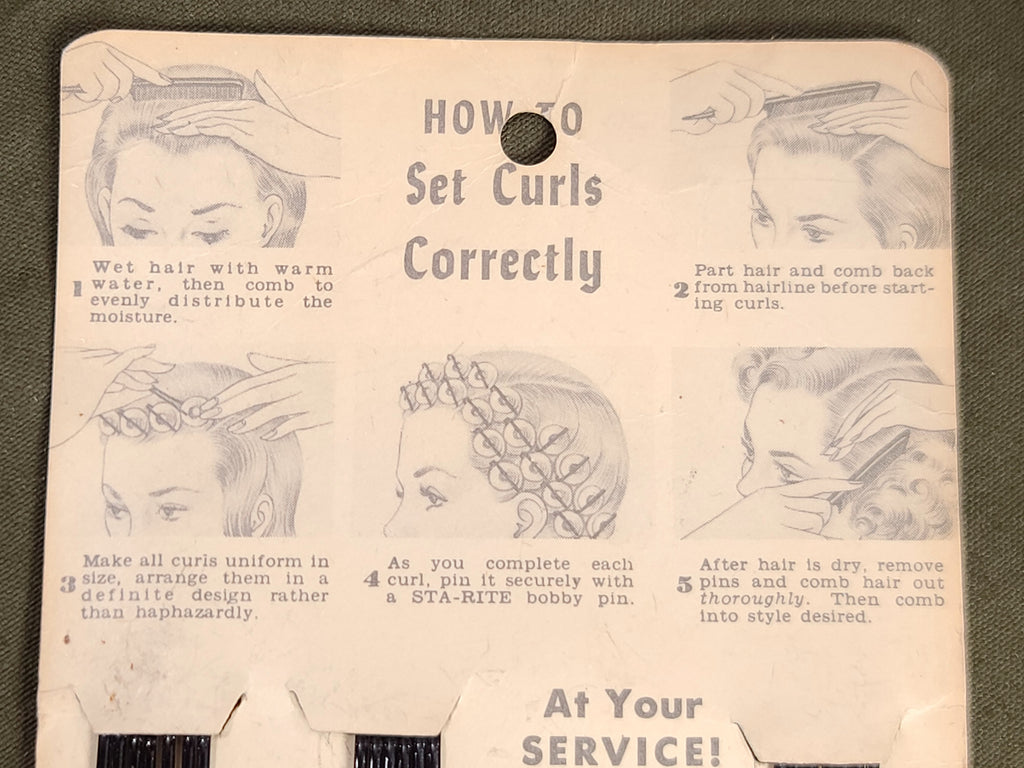 HOW TO
Set Curls
Correctly
1 Wet hair with warm
water, then comb to
evenly distribute the
moisture.
2 Part hair and comb back
from hairline before start-
ing curls.
3 Make all curls uniform in
size, arrange them in a
definite design rather
than haphazardly.
4 As you complete each
curl, pin it securely with
a STA-RITE bobby pin.
5 After hair is dry, remove
pins and comb hair out
thoroughly. Then comb
into style desired.
At Your
SERVICE!